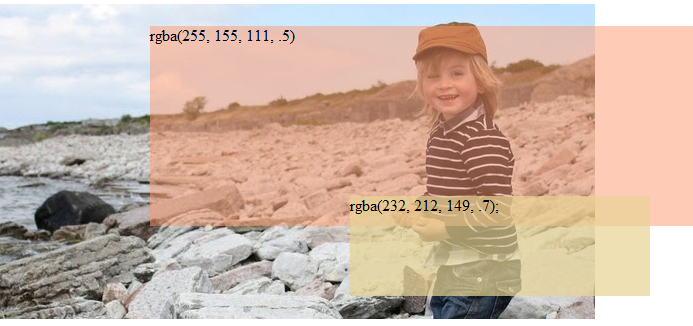 rgba(255, 155, 111, .5)
rgba(232, 212, 149, .7);